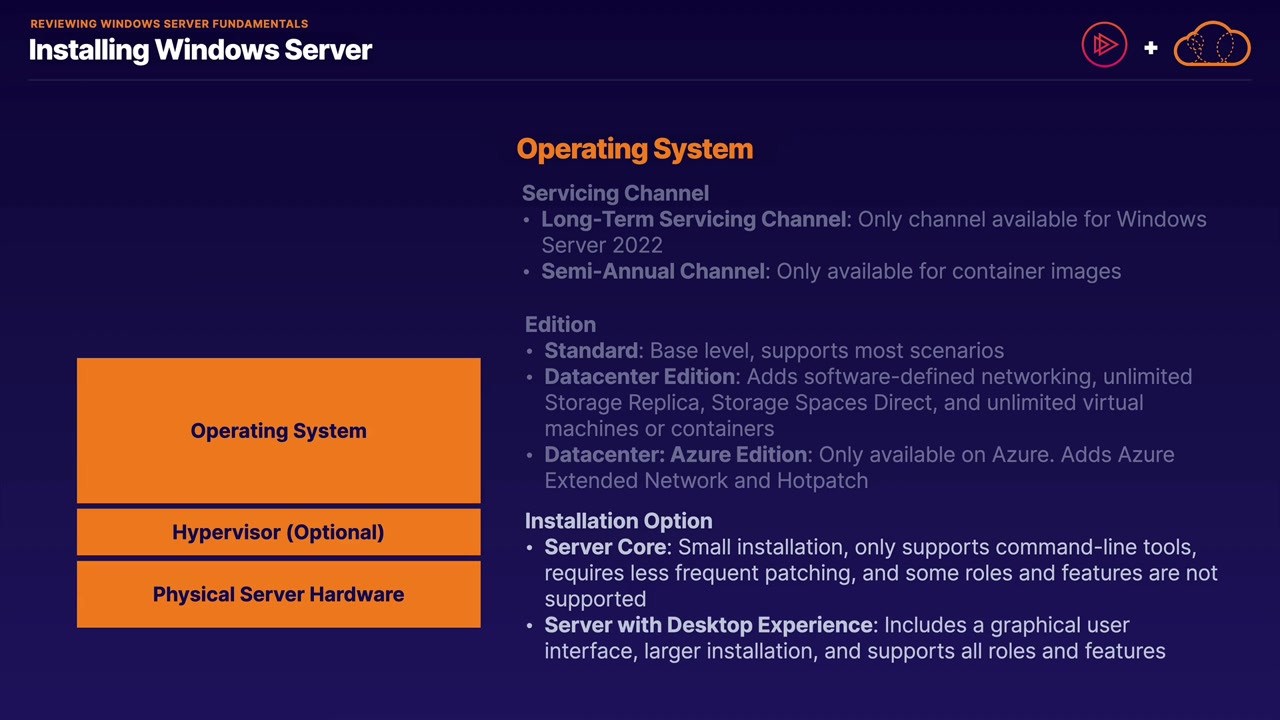 REVIEWING WINDOWS SERVER FUNDAMENTALS
Installing Windows Server
+
Operating System
Servicing Channel
• Long-Term Servicing Channel: Only channel available for Windows
Server 2022
• Semi-Annual Channel: Only available for container images
Edition
• Standard: Base level, supports most scenarios
• Datacenter Edition: Adds software-defined networking, unlimited
Storage Replica, Storage Spaces Direct, and unlimited virtual
machines or containers
• Datacenter: Azure Edition: Only available on Azure. Adds Azure
Extended Network and Hotpatch
Installation Option
• Server Core: Small installation, only supports command-line tools,
requires less frequent patching, and some roles and features are not
supported
• Server with Desktop Experience: Includes a graphical user
interface, larger installation, and supports all roles and features
Operating System
Hypervisor (Optional)
Physical Server Hardware